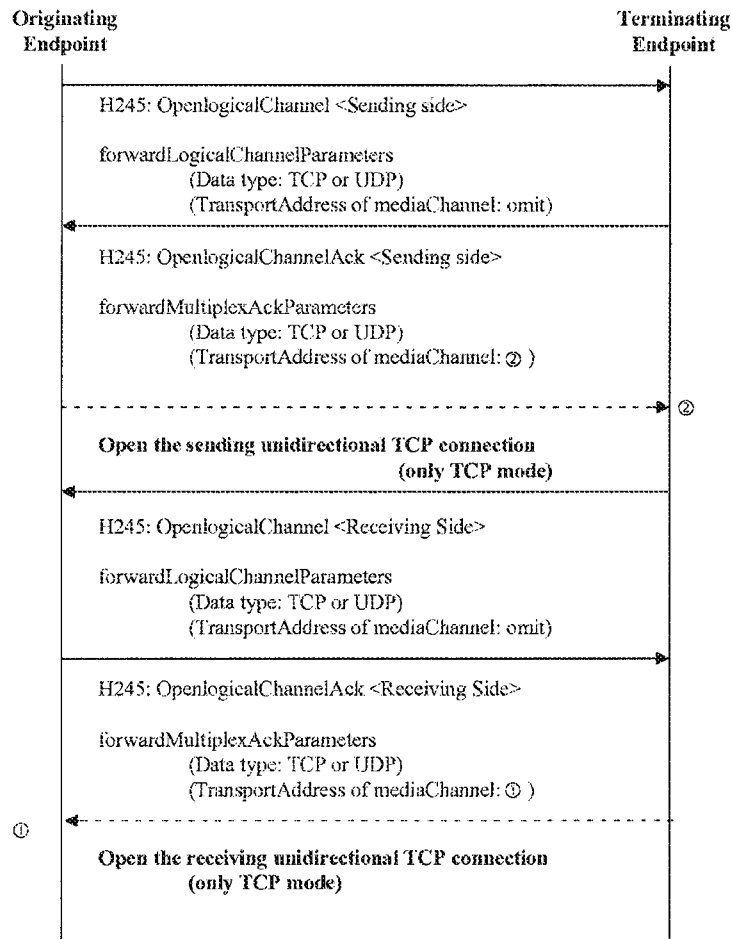 Originating
Endpoint
Terminating
Endpoint
H245: OpenlogicalChannel <Sending side>
forwardLogicalChannelParameters
(Data type: TCP or UDP)
(TransportAddress of mediaChannel: omit)
H245: OpenlogicalChannelAck <Sending side>
forwardMultiplexAckParameters
(Data type: TCP or UDP)
(TransportAddress of mediaChannel: ② )
②
Open the sending unidirectional TCP connection
(only TCP mode)
H245: OpenlogicalChannel <Receiving Side>
forwardLogicalChannelParameters
(Data type: TCP or UDP)
(TransportAddress of mediaChannel: omit)
H245: OpenlogicalChannelAck <Receiving Side>
forwardMultiplexAckParameters
(Data type: TCP or UDP)
(TransportAddress of mediaChannel: ① )
①
Open the receiving unidirectional TCP connection
(only TCP mode)